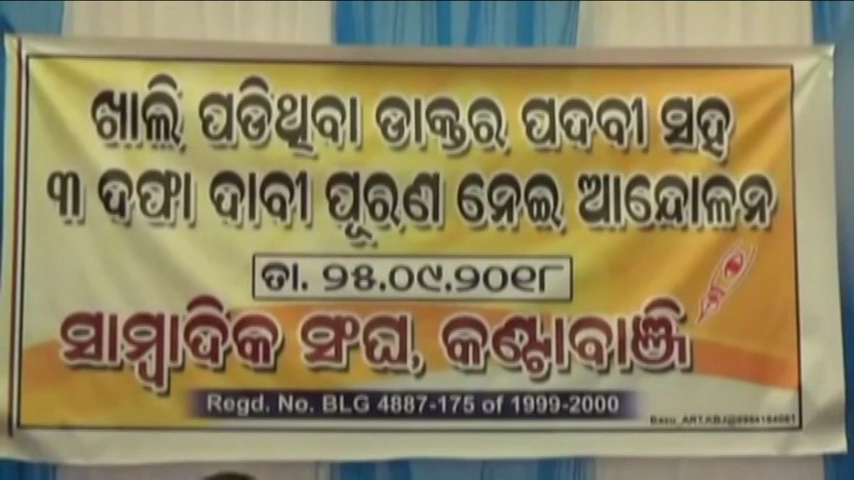 ଖାଲି ପଡିଥିବା ଡାକ୍ତର ପଦବୀ ସହ
୩ ଦଫା ଦାବୀ ପୂରଣ ନେଇ ଆନ୍ଦୋଳନ
ତା. ୨୫.୦୯.୨୦୧୮
ସାମ୍ବାଦିକ ସଂଘ, କଣ୍ଟାବାଞ୍ଜି
Regd. No. BLG 4887-175 of 1999-2000